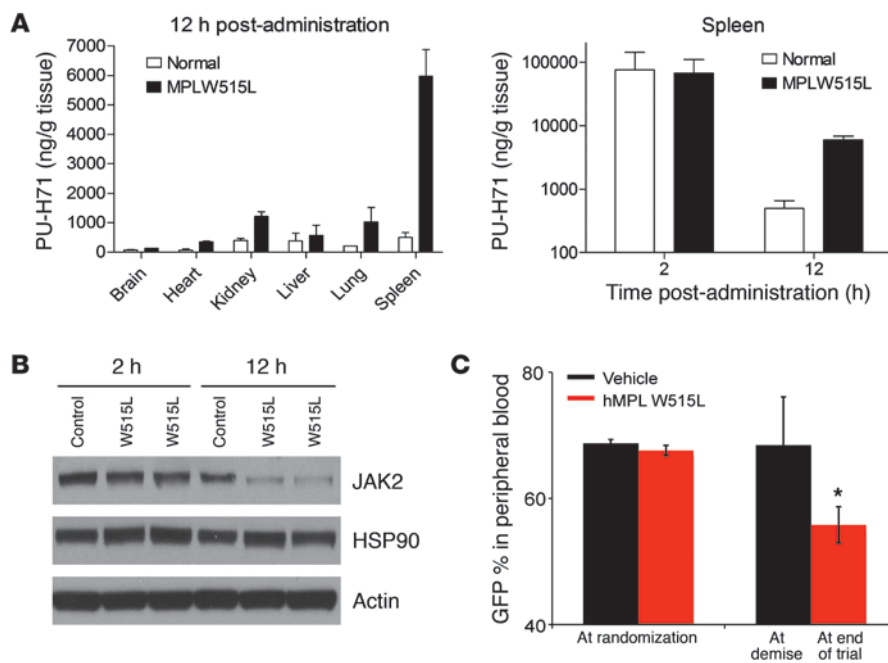 A
12 h post-administration
Normal
MPLW515L
PU-H71 (ng/g tissue)
7000
6000
5000
4000
3000
2000
1000
0
Brain
Heart
Kidney
Liver
Lung
Spleen
Spleen
Normal
MPLW515L
PU-H71 (ng/g tissue)
100000
10000
1000
100
2
12
Time post-administration (h)
B
2 h
12 h
Control
W515L
W515L
Control
W515L
W515L
JAK2
HSP90
Actin
C
Vehicle
hMPL W515L
GFP % in peripheral blood
80
60
40
*
At randomization
At
demise
At end
of trial